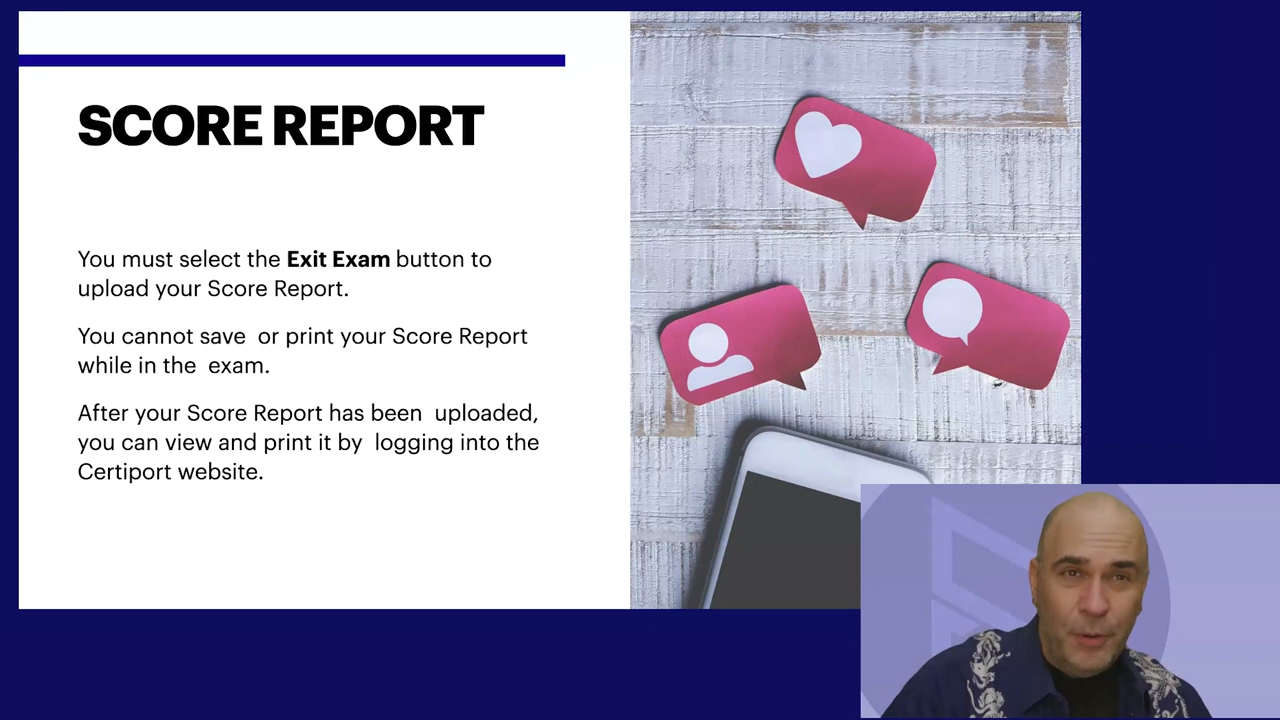 SCORE REPORT
You must select the Exit Exam button to
upload your Score Report.
You cannot save  or print your Score Report
while in the  exam.
After your Score Report has been  uploaded,
you can view and print it by  logging into the
Certiport website.